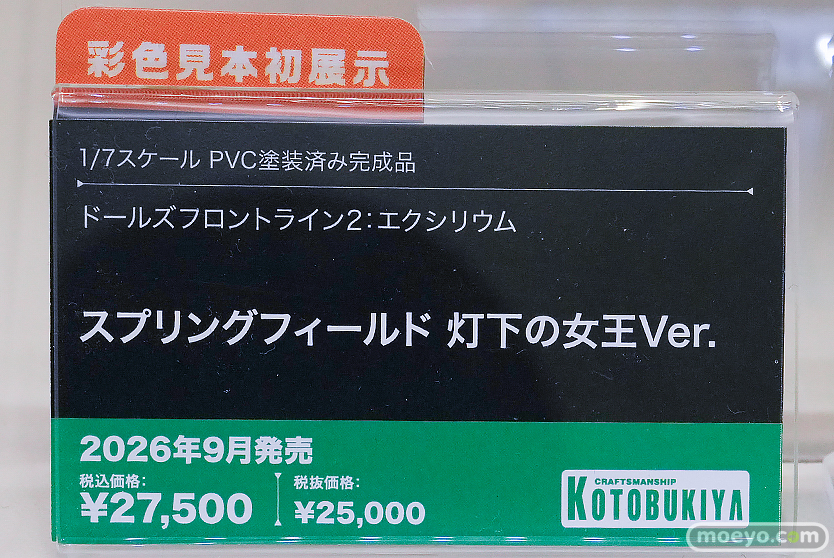 彩色見本初展示
1/7スケール PVC塗装済み完成品
ドールズフロントライン2：エクシリウム
スプリングフィールド 灯下の女王Ver.
2026年9月発売
税込価格：
¥27,500
税抜価格：
¥25,000
CRAFTSMANSHIP
KOTOBUKIYA
moeyo.com